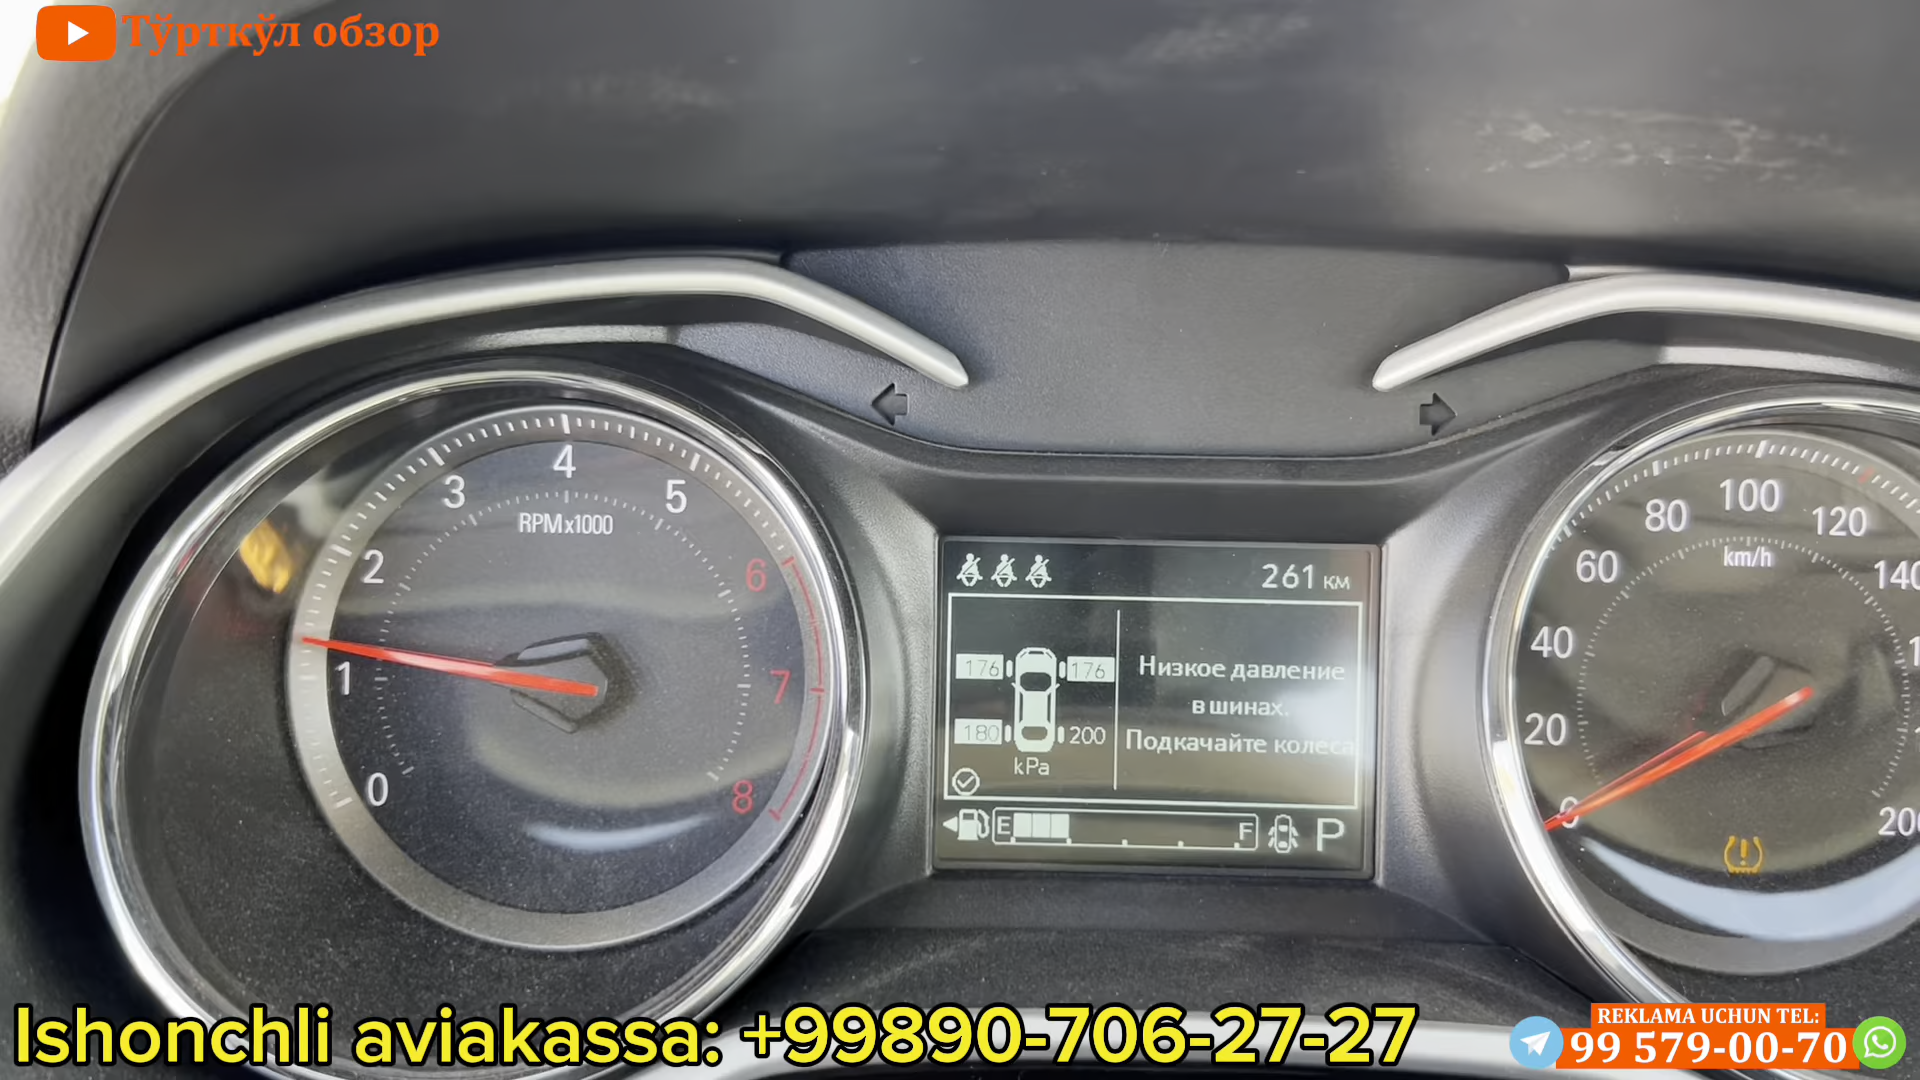 Тўрткўл обзор
4
3
5
RPMx1000
2
6
1
7
0
8
261 км
176
176
Низкое давление
в шинах.
180
200
Подкачайте колеса
kPa
E
F
P
100
80
120
km/h
60
140
40
20
0
200
Ishonchli aviakassa: +99890-706-27-27
REKLAMA UCHUN TEL:
99 579-00-70